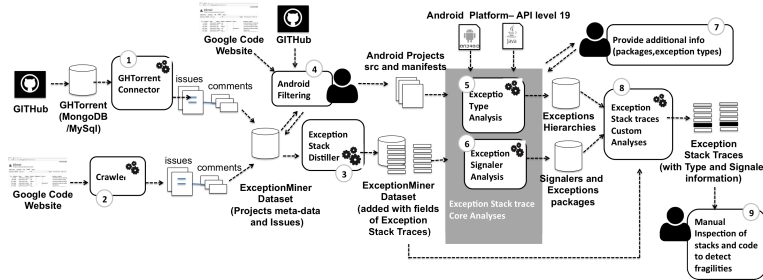 Android Platform– API level 19
Google Code
Website
GITHub
Android Projects
src and manifests
7
Provide additional info
(packages,exception types)
1
GHTorrent
Connector
GITHub
GHTorrent
(MongoDB
/MySql)
issues
comments
4
Android
Filtering
5
Exceptio
Type
Analysis
Exceptions
Hierarchies
8
Exception
Stack traces
Custom
Analyses
2
Crawler
Google Code
Website
issues
comments
ExceptionMiner
Dataset
(Projects meta-data
and Issues)
Exception
Stack
Distiller
3
ExceptionMiner
Dataset
(added with fields
of Exception
Stack Traces)
6
Exception
Signaler
Analysis
Signalers and
Exceptions
packages
Exception Stack trace
Core Analyses
Exception
Stack Traces
(with Type and Signaler
information)
9
Manual
Inspection of
stacks and code
to detect
fragilities